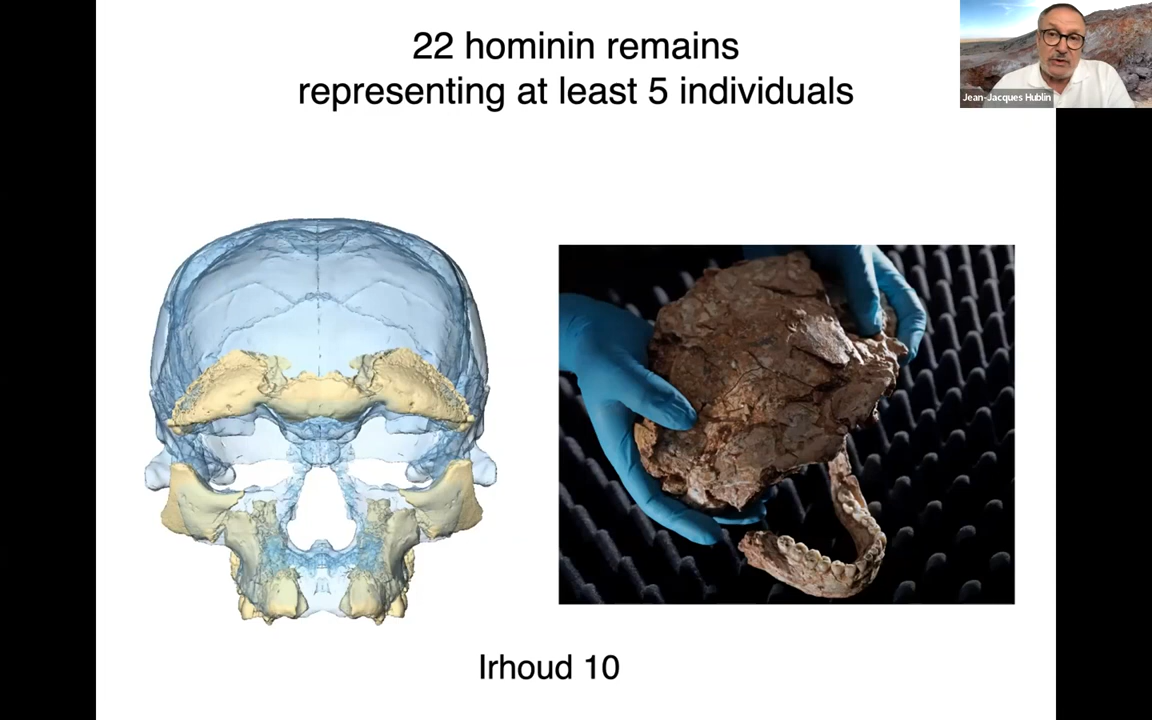 22 hominin remains
representing at least 5 individuals
Jean-Jacques Hublin
Irhoud 10